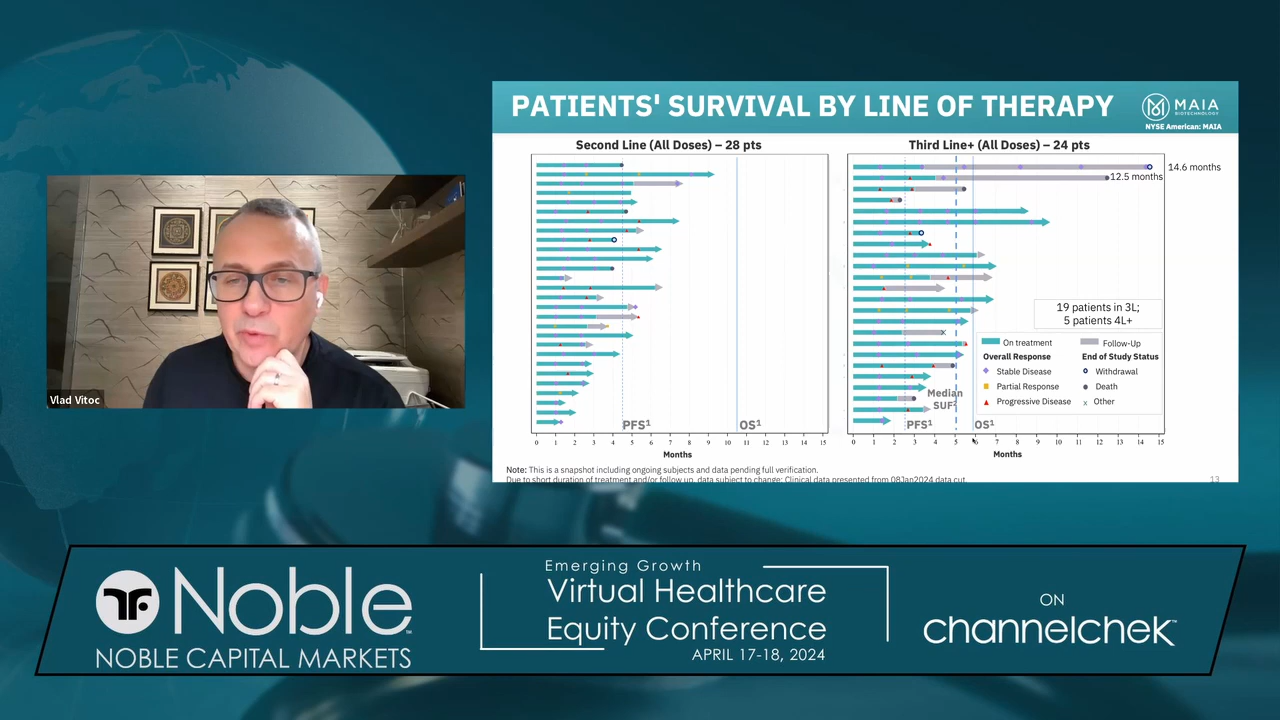 PATIENTS' SURVIVAL BY LINE OF THERAPY
MAIA
BIOTECHNOLOGY
NYSE American: MAIA
Second Line (All Doses) – 28 pts
Third Line+ (All Doses) – 24 pts
14.6 months
12.5 months
19 patients in 3L;
5 patients 4L+
On treatment
Follow-Up
Overall Response
End of Study Status
Stable Disease
Withdrawal
Partial Response
Death
Progressive Disease
x Other
Median
SUF²
PFS¹
OS¹
PFS¹
OS¹
0 1 2 3 4 5 6 7 8 9 10 11 12 13 14 15
0 1 2 3 4 5 6 7 8 9 10 11 12 13 14 15
Months
Months
Note: This is a snapshot including ongoing subjects and data pending full verification.
Due to short duration of treatment and/or follow up, data subject to change; Clinical data presented from 08Jan2024 data cut
13
Vlad Vitoc
Noble™
NOBLE CAPITAL MARKETS
Emerging Growth
Virtual Healthcare
Equity Conference
APRIL 17-18, 2024
ON
channelchek™